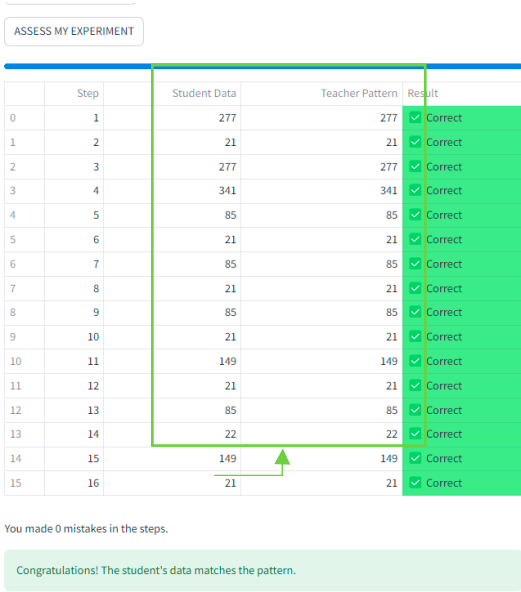 ASSESS MY EXPERIMENT
Step Student Data Teacher Pattern Result
0 1 277 277 Correct
1 2 21 21 Correct
2 3 277 277 Correct
3 4 341 341 Correct
4 5 85 85 Correct
5 6 21 21 Correct
6 7 85 85 Correct
7 8 21 21 Correct
8 9 85 85 Correct
9 10 21 21 Correct
10 11 149 149 Correct
11 12 21 21 Correct
12 13 85 85 Correct
13 14 22 22 Correct
14 15 149 149 Correct
15 16 21 21 Correct
You made 0 mistakes in the steps.
Congratulations! The student's data matches the pattern.